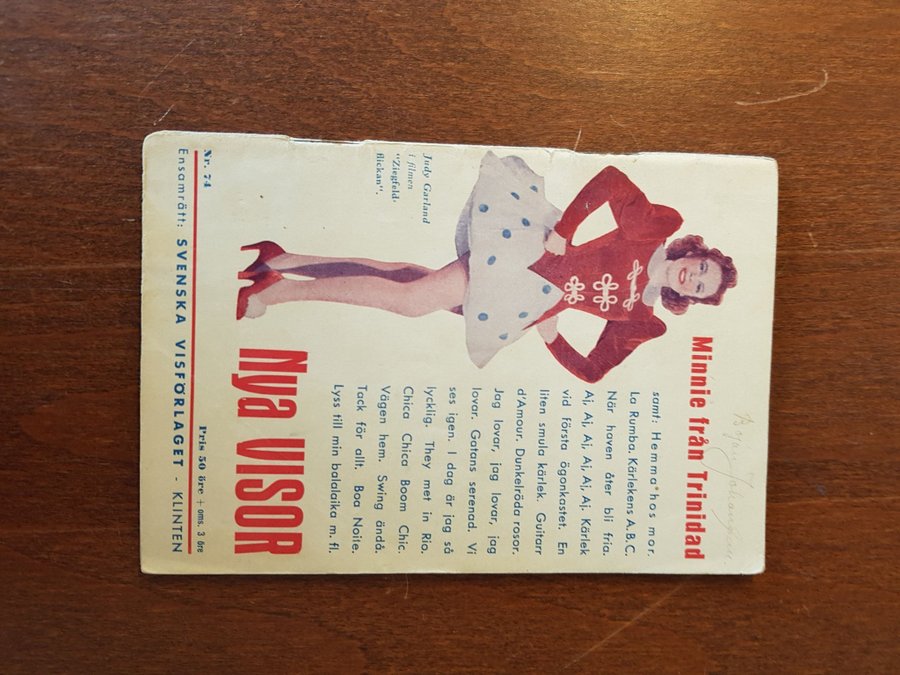 Minnie från Trinidad
samt: Hemma hos mor.
La Rumba. Kärlekens A. B. C.
När haven åter bli fria.
Aj, Aj, Aj, Aj, Aj. Kärlek
vid första ögonkastet. En
liten smula kärlek. Guitarr
d'Amour. Dunkelröda rosor.
Jag lovar, jag lovar, jag
lovar. Gatans serenad. Vi
ses igen. I dag är jag så
lycklig. They met in Rio.
Chica Chica Boom Chic.
Vägen hem. Swing ändå.
Tack för allt. Boa Noite.
Lyss till min balalaika m. fl.
Judy Garland
i filmen
"Ziegfeld-
flickan".
Nya VISOR
Nr. 74
Pris 50 öre + oms. 3 öre
Ensamrätt: SVENSKA VISFÖRLAGET - KLINTEN